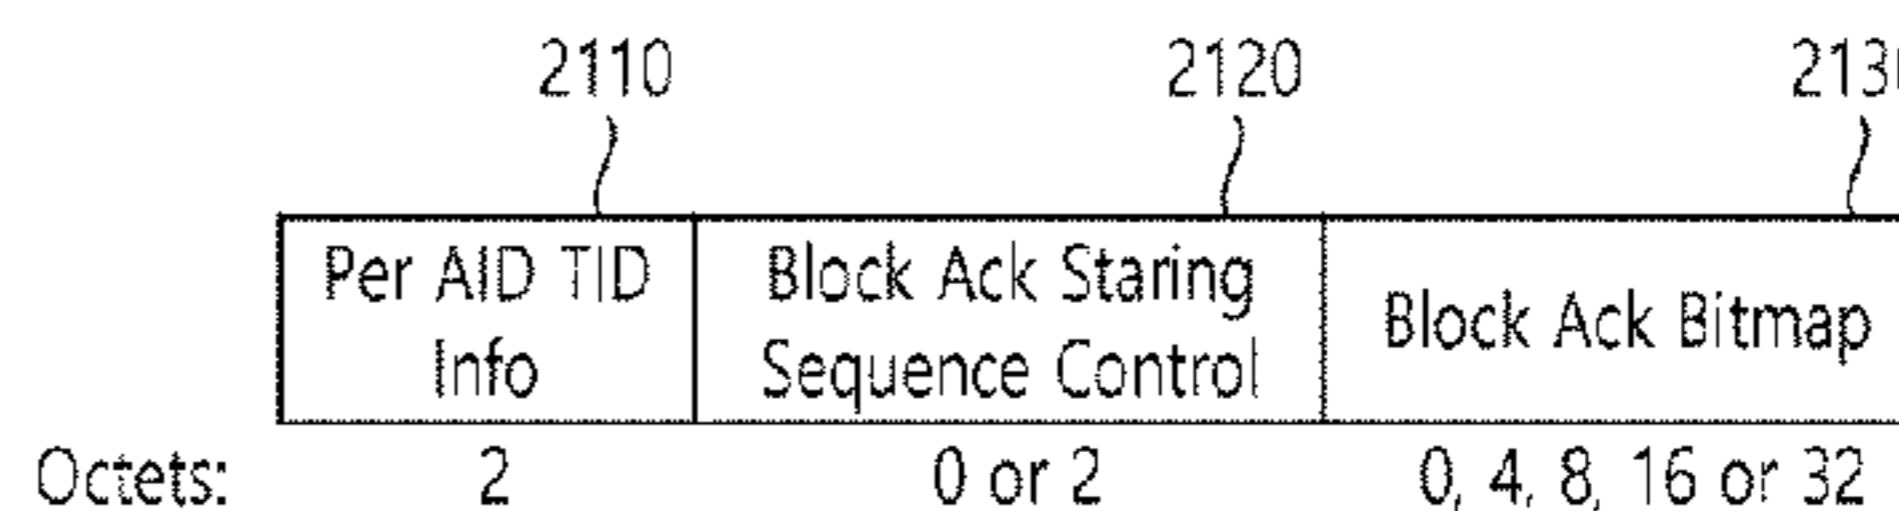 2110 2120 213
Per AID TID Block Ack Staring Block Ack Bitmap
Info Sequence Control
Octets: 2 0 or 2 0, 4, 8, 16 or 32